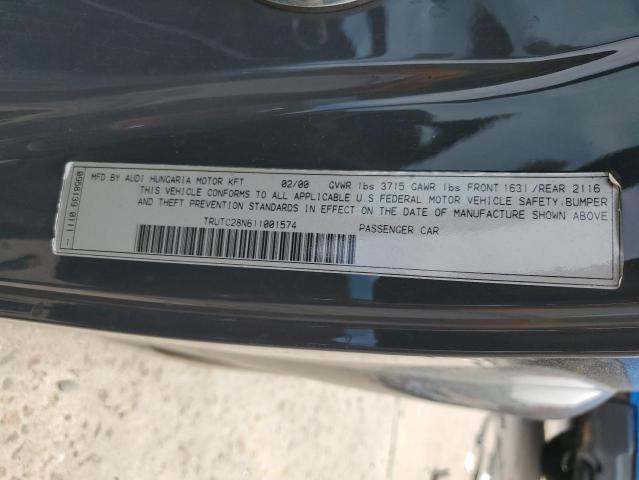 MFD.BY AUDI HUNGARIA MOTOR KFT 02/00 GVWR lbs 3715 GAWR lbs FRONT 1631/REAR 2116
THIS VEHICLE CONFORMS TO ALL APPLICABLE U.S FEDERAL MOTOR VEHICLE SAFETY.BUMPER
AND THEFT PREVENTION STANDARDS IN EFFECT ON THE DATE OF MANUFACTURE SHOWN ABOVE.
TRUTC28N611001574 PASSENGER CAR